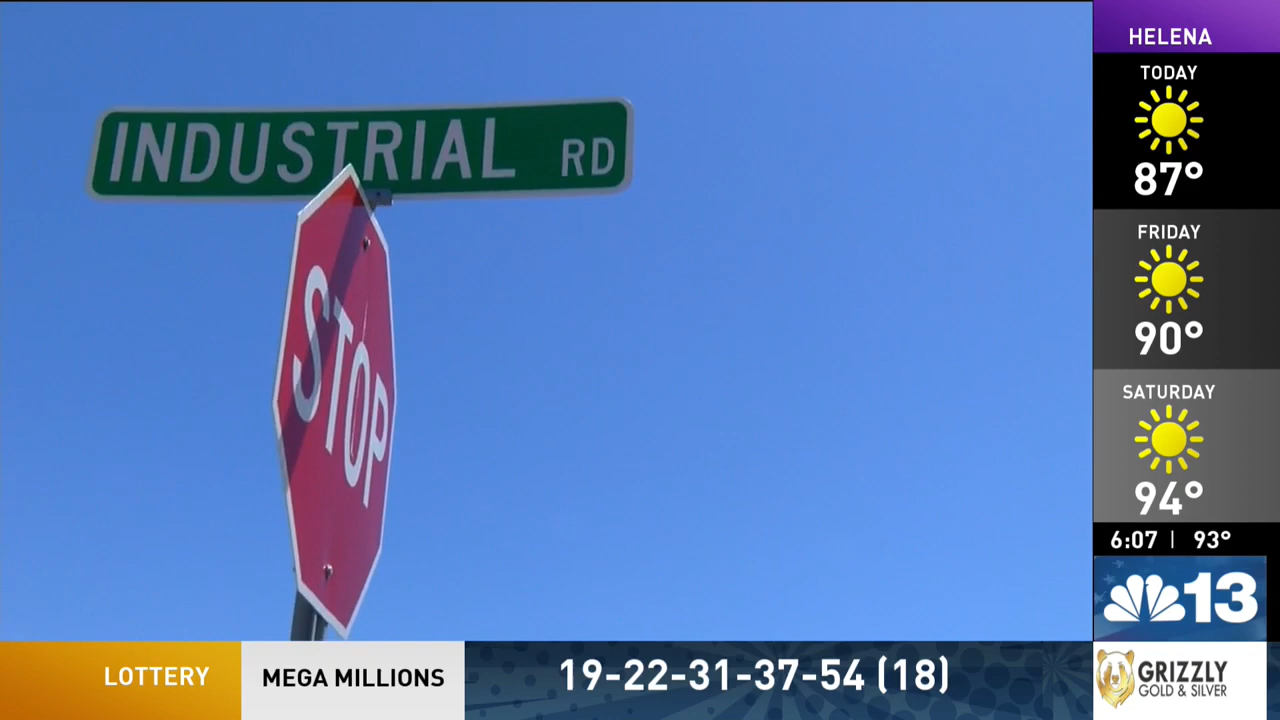 INDUSTRIAL RD
STOP
HELENA
TODAY
87°
FRIDAY
90°
SATURDAY
94°
6:07 | 93°
13
LOTTERY
MEGA MILLIONS
19-22-31-37-54 (18)
GRIZZLY
GOLD & SILVER